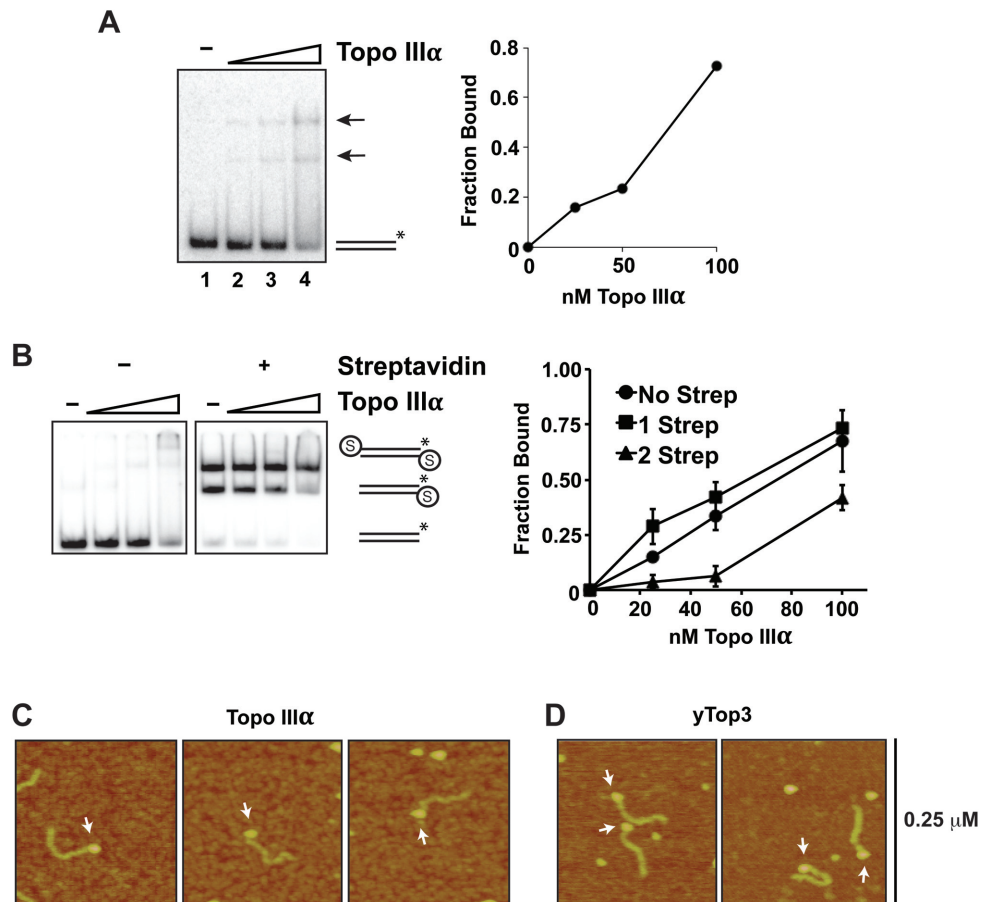 A
– Topo IIIα
*
1 2 3 4
Fraction Bound
0.8
0.6
0.4
0.2
0
0 50 100
nM Topo IIIα
B
– + Streptavidin
– – Topo IIIα
S * S
* S
*
Fraction Bound
1.00
0.75
0.50
0.25
0
No Strep
1 Strep
2 Strep
0 20 40 60 80 100
nM Topo IIIα
C
Topo IIIα
D
yTop3
0.25 μM